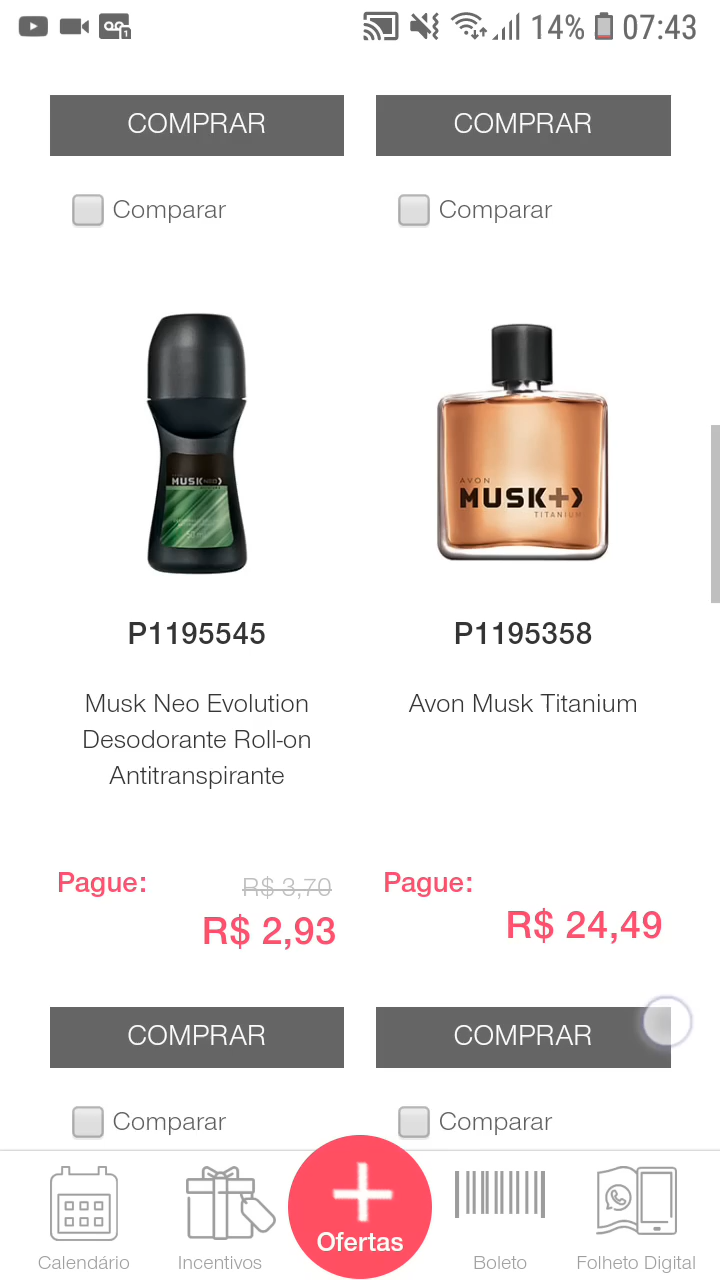 14% 07:43
COMPRAR COMPRAR
Comparar Comparar
MUSK NEO
AVON
MUSK+
TITANIUM
P1195545 P1195358
Musk Neo Evolution Avon Musk Titanium
Desodorante Roll-on
Antitranspirante
Pague: R$ 3,70 Pague:
R$ 2,93 R$ 24,49
COMPRAR COMPRAR
Comparar Comparar
Calendário Incentivos Ofertas Boleto Folheto Digital